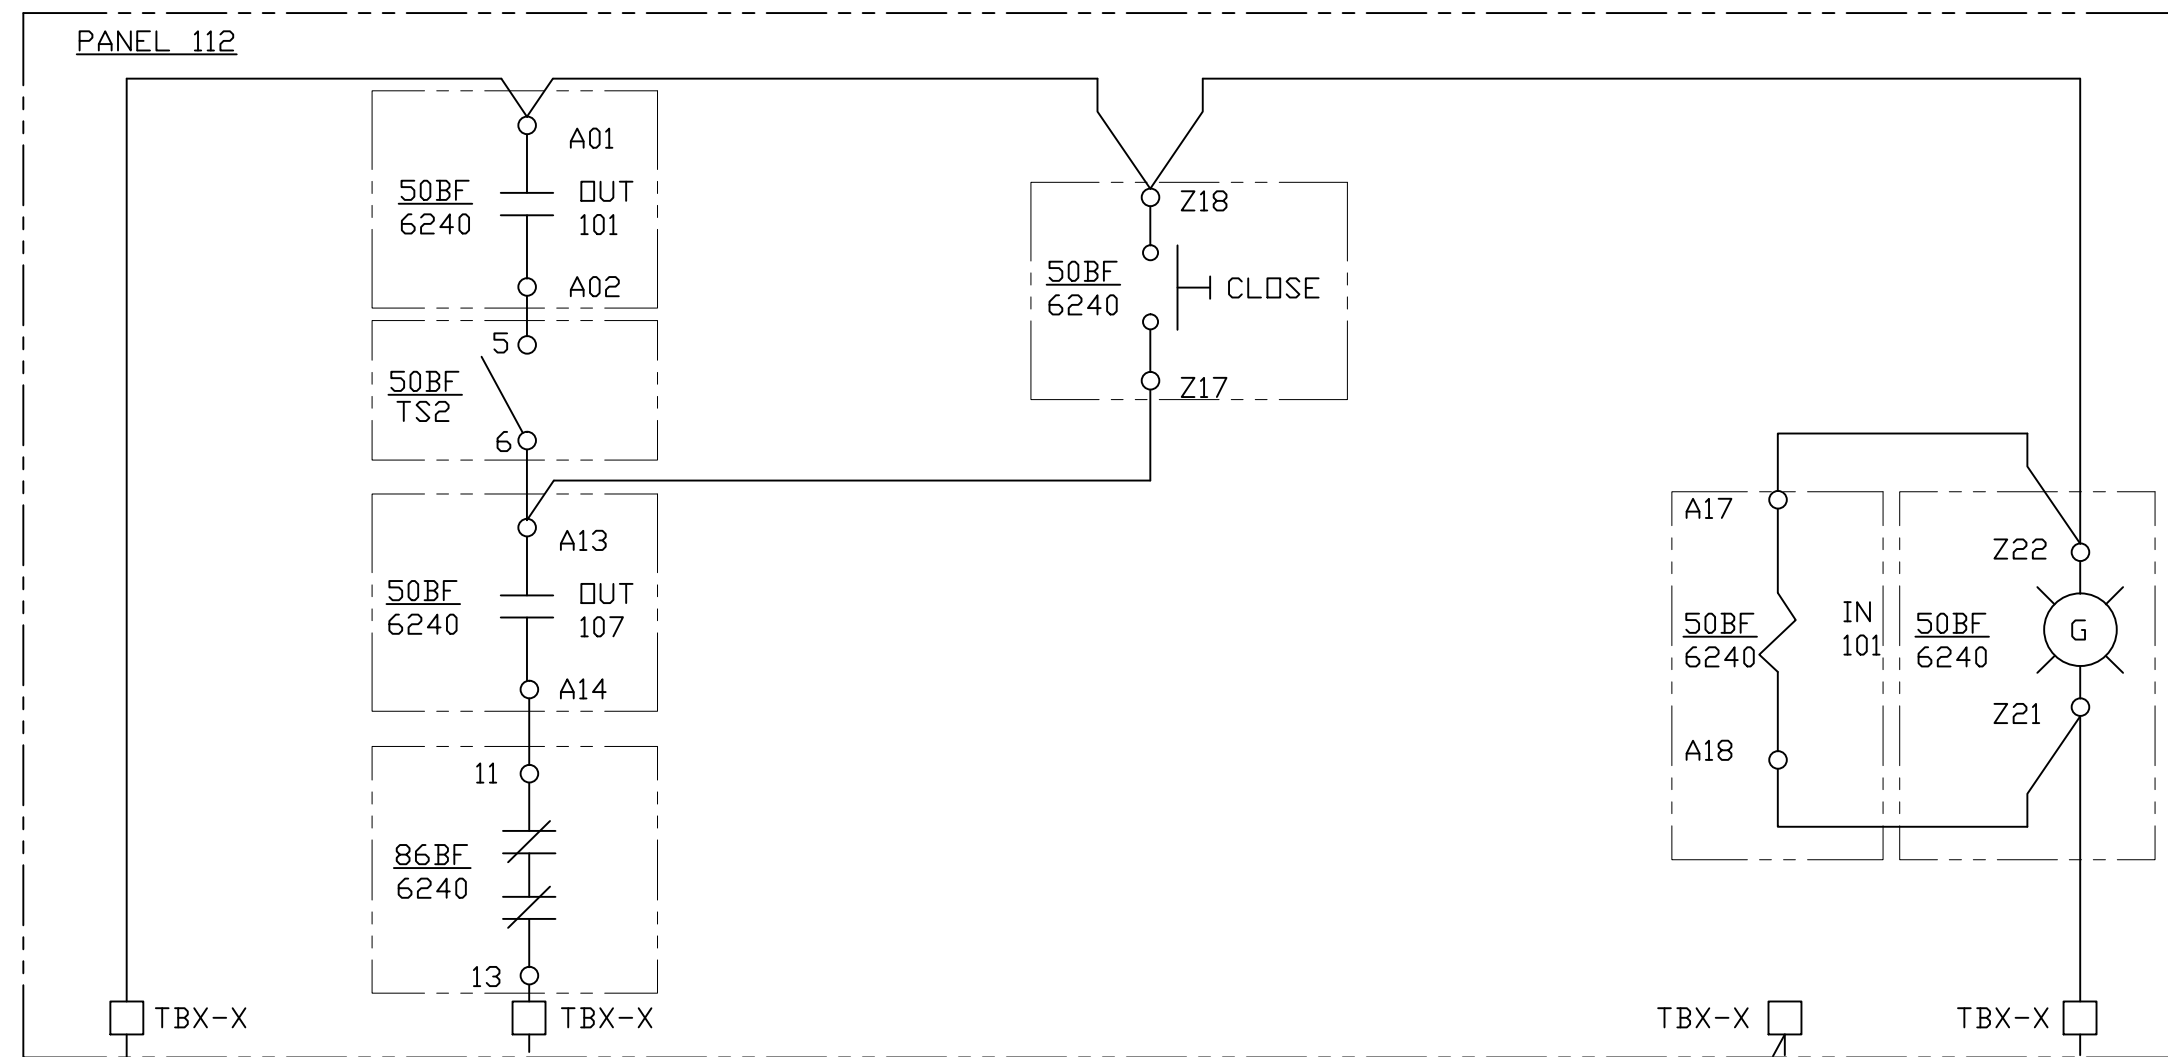 PANEL 112
A01
50BF
6240
OUT
101
A02
5
50BF
TS2
6
Z18
50BF
6240
CLOSE
Z17
A13
50BF
6240
OUT
107
A14
11
86BF
6240
13
A17
50BF
6240
IN
101
A18
Z22
50BF
6240
G
Z21
TBX-X
TBX-X
TBX-X
TBX-X